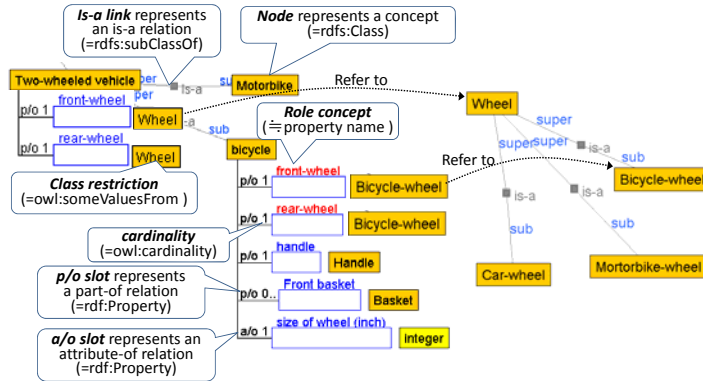 Is-a link represents
an is-a relation
(=rdfs:subClassOf)
Node represents a concept
(=rdfs:Class)
Two-wheeled vehicle
per
is-a
su
Motorbike
Refer to
Wheel
front-wheel
per
p/o 1
Wheel
-a
sub
rear-wheel
p/o 1
Wheel
Role concept
(≒property name )
super
super
super
is-a
sub
is-a
is-a
sub
sub
Bicycle-wheel
Car-wheel
Mortorbike-wheel
bicycle
Refer to
front-wheel
p/o 1
Bicycle-wheel
Class restriction
(=owl:someValuesFrom )
rear-wheel
p/o 1
Bicycle-wheel
cardinality
(=owl:cardinality)
handle
p/o 1
Handle
p/o slot represents
a part-of relation
(=rdf:Property)
Front basket
p/o 0..
Basket
size of wheel (inch)
a/o 1
integer
a/o slot represents an
attribute-of relation
(=rdf:Property)